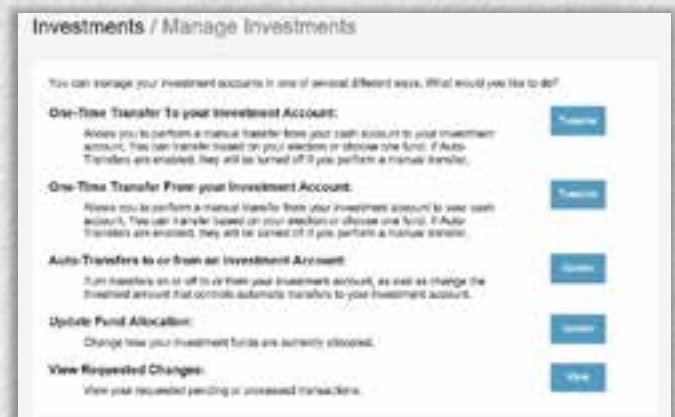 Investments / Manage Investments
You can manage your investment accounts in one of several different ways. What would you like to do?
One-Time Transfer To your Investment Account:
Transfer
Allows you to perform a manual transfer from your cash account to your investment
account. You can transfer based on your election or choose one fund. If Auto
Transfers are enabled, they will be turned off if you perform a manual transfer.
One-Time Transfer From your Investment Account:
Transfer
Allows you to perform a manual transfer from your investment account to your cash
account. You can transfer based on your election or choose one fund. If Auto
Transfers are enabled, they will be turned off if you perform a manual transfer.
Auto-Transfers to or from an Investment Account:
Update
Turn transfers on or off to or from your investment account, as well as change the
threshold amount that controls automatic transfers to your investment account.
Update Fund Allocation:
Update
Change how your investment funds are currently allocated.
View Requested Changes:
View
View your requested pending or processed transactions.